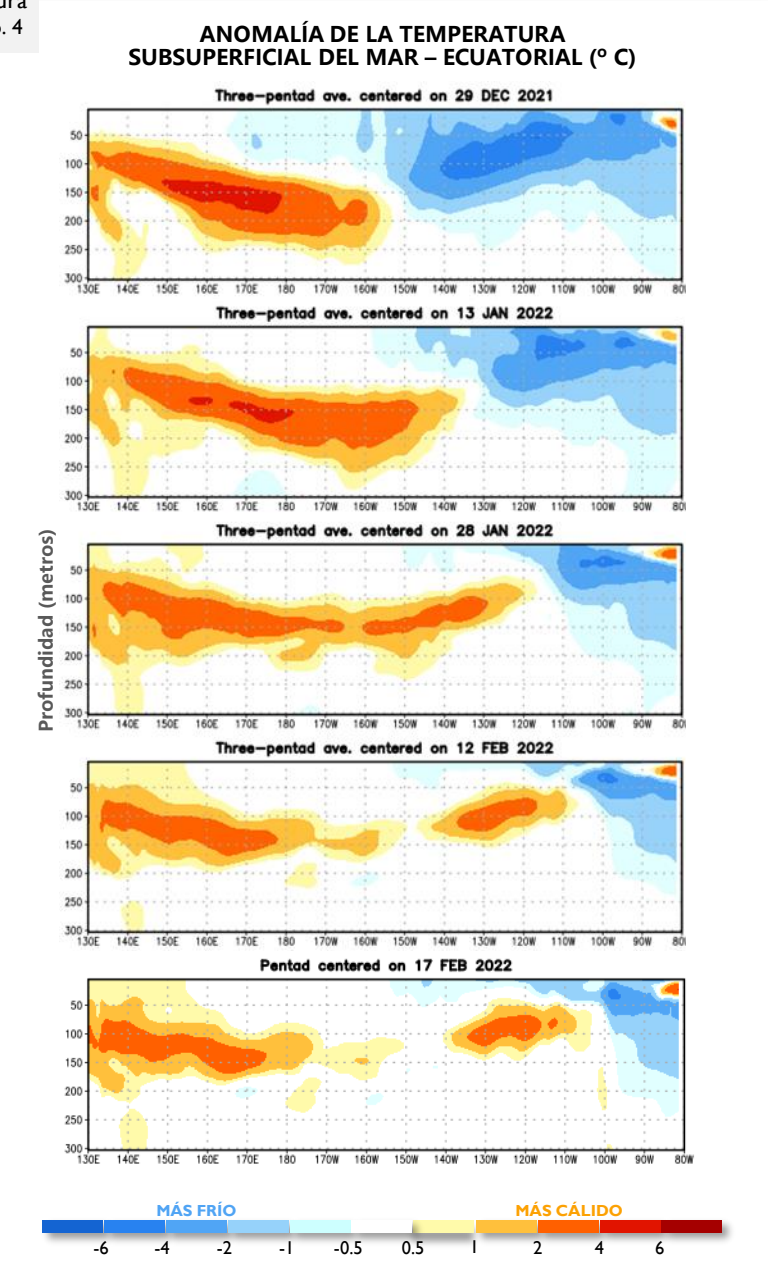 ura
. 4
ANOMALÍA DE LA TEMPERATURA
SUBSUPERFICIAL DEL MAR – ECUATORIAL (º C)
Profundidad (metros)
Three-pentad ave. centered on 29 DEC 2021
50
100
150
200
250
300
130E 140E 150E 160E 170E 180 170W 160W 150W 140W 130W 120W 110W 100W 90W 80
Three-pentad ave. centered on 13 JAN 2022
50
100
150
200
250
300
130E 140E 150E 160E 170E 180 170W 160W 150W 140W 130W 120W 110W 100W 90W 80
Three-pentad ave. centered on 28 JAN 2022
50
100
150
200
250
300
130E 140E 150E 160E 170E 180 170W 160W 150W 140W 130W 120W 110W 100W 90W 80
Three-pentad ave. centered on 12 FEB 2022
50
100
150
200
250
300
130E 140E 150E 160E 170E 180 170W 160W 150W 140W 130W 120W 110W 100W 90W 80
Pentad centered on 17 FEB 2022
50
100
150
200
250
300
130E 140E 150E 160E 170E 180 170W 160W 150W 140W 130W 120W 110W 100W 90W 80W
MÁS FRÍO MÁS CÁLIDO
-6 -4 -2 -1 -0.5 0.5 1 2 4 6